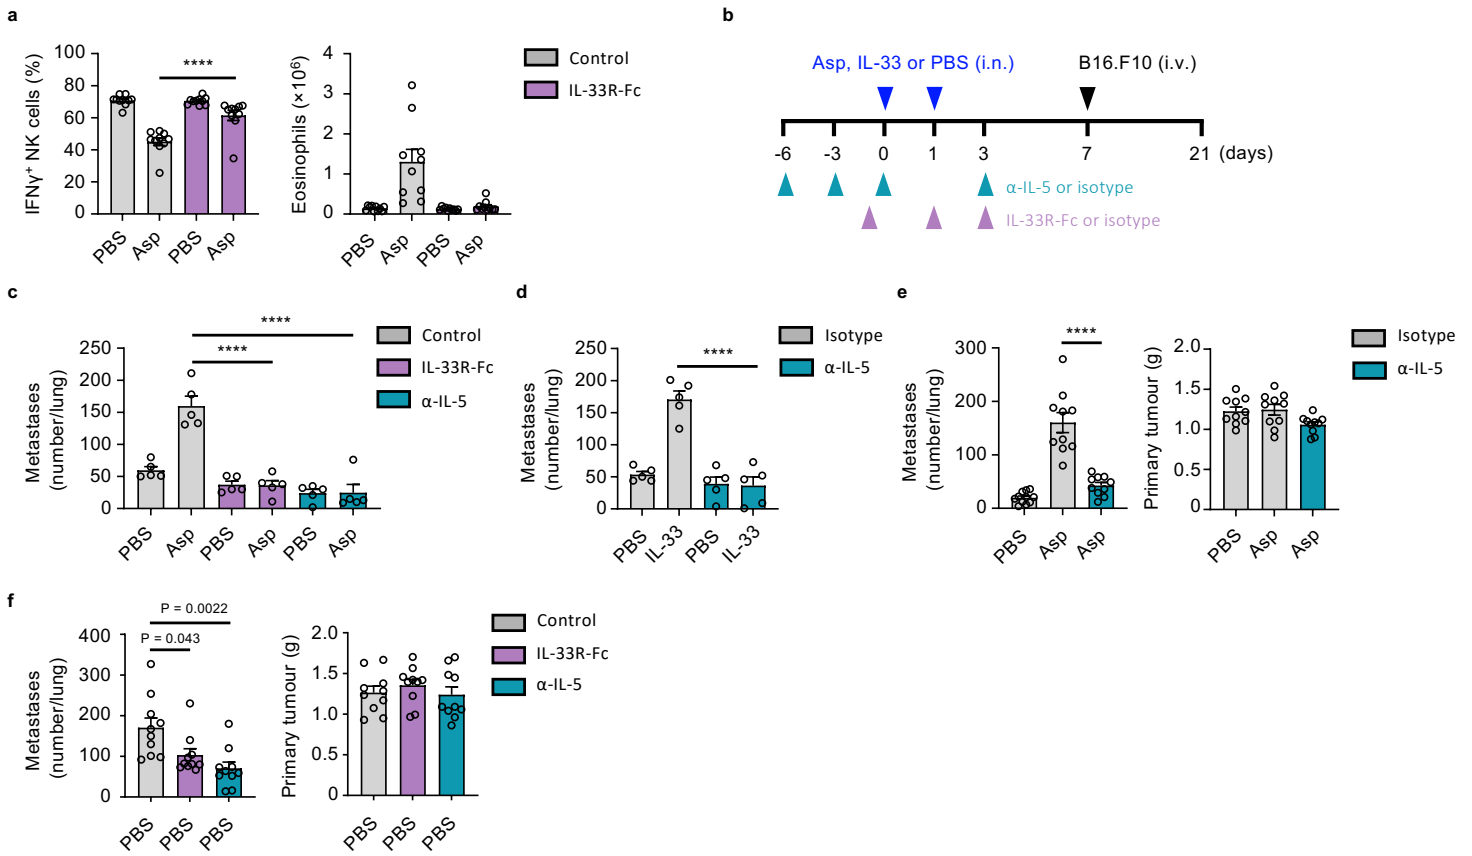 a
IFNγ⁺ NK cells (%)
100
80
60
40
20
0
PBS
Asp
PBS
Asp
****
Eosinophils (×10⁶)
4
3
2
1
0
PBS
Asp
PBS
Asp
Control
IL-33R-Fc
b
Asp, IL-33 or PBS (i.n.)
B16.F10 (i.v.)
-6 -3 0 1 3 7 21 (days)
α-IL-5 or isotype
IL-33R-Fc or isotype
c
Metastases
(number/lung)
250
200
150
100
50
0
****
****
PBS
Asp
PBS
Asp
PBS
Asp
Control
IL-33R-Fc
α-IL-5
d
Metastases
(number/lung)
250
200
150
100
50
0
****
PBS
IL-33
PBS
IL-33
Isotype
α-IL-5
e
Metastases
(number/lung)
300
200
100
0
****
PBS
Asp
Asp
Primary tumour (g)
2.0
1.5
1.0
0.5
0
PBS
Asp
Asp
Isotype
α-IL-5
f
Metastases
(number/lung)
400
300
200
100
0
P = 0.0022
P = 0.043
PBS
PBS
PBS
Primary tumour (g)
2.0
1.5
1.0
0.5
0
PBS
PBS
PBS
Control
IL-33R-Fc
α-IL-5